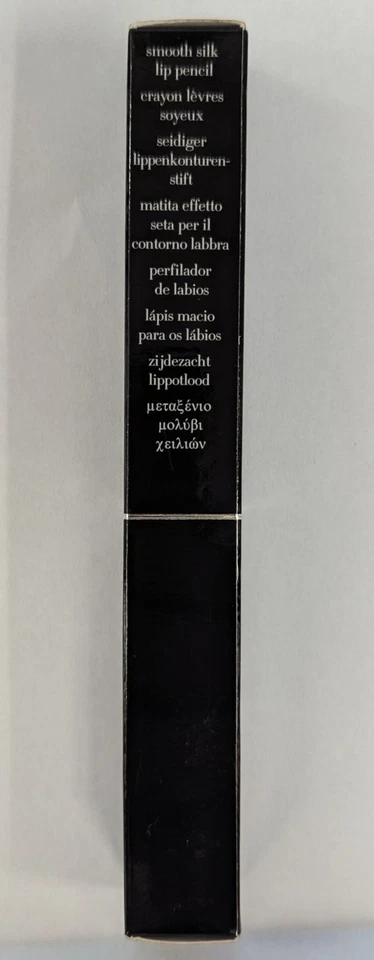 smooth silk
lip pencil
crayon lèvres
soyeux
seidiger
lippenkonturen-
stift
matita effetto
seta per il
contorno labbra
perfilador
de labios
lápis macio
para os lábios
zijdezacht
lippotlood
μεταξένιο
μολύβι
χειλιών